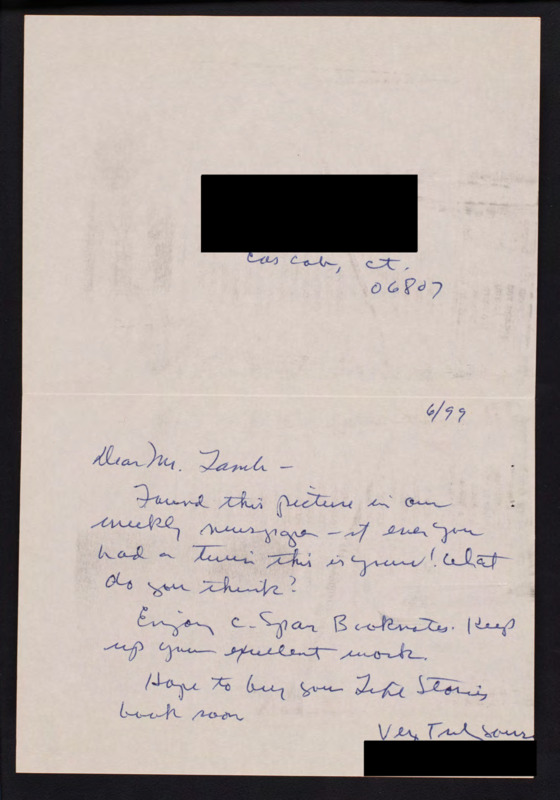 Cos Cob, Ct.
06807
6/99
Dear Mr. Lamb -
Found this picture in our
weekly newspaper - if ever you
had a twin this is yours! What
do you think?
Enjoy C-Span Booknotes. Keep
up your excellent work.
Hope to buy your Life Stories
book soon
Very Truly Yours